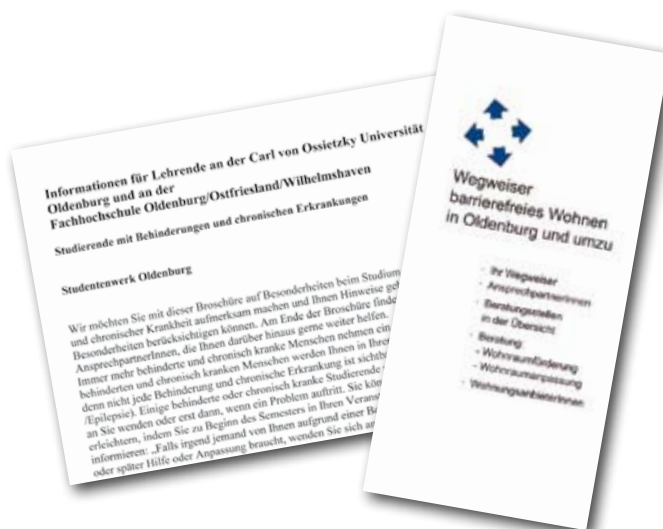 Informationen für Lehrende an der Carl von Ossietzky Universität
Oldenburg und an der
Fachhochschule Oldenburg/Ostfriesland/Wilhelmshaven
Studierende mit Behinderungen und chronischen Erkrankungen
Studentenwerk Oldenburg
Wir möchten Sie mit dieser Broschüre auf Besonderheiten beim Studium
und chronischer Krankheit aufmerksam machen und Ihnen Hinweise
Besonderheiten berücksichtigen können. Am Ende der Broschüre
AnsprechpartnerInnen, die Ihnen darüber hinaus gerne weiter helfen.
Immer mehr behinderte und chronisch kranke Menschen nehmen ein
behinderten und chronisch kranken Menschen werden Ihnen in
denn nicht jede Behinderung und chronische Erkrankung ist
/Epilepsie). Einige behinderte oder chronisch kranke Studierende
an Sie wenden oder erst dann, wenn ein Problem auftritt. Sie
erleichtern, indem Sie zu Beginn des Semesters in Ihren
informieren: „Falls irgend jemand von Ihnen aufgrund einer
oder später Hilfe oder Anpassung braucht, wenden Sie sich
Wegweiser
barrierefreies Wohnen
in Oldenburg und umzu
- Ihr Wegweiser
- AnsprechpartnerInnen
- Beratungsstellen
in der Übersicht
- Beratung:
- Wohnraumförderung
- Wohnraumanpassung
- WohnungsanbieterInnen